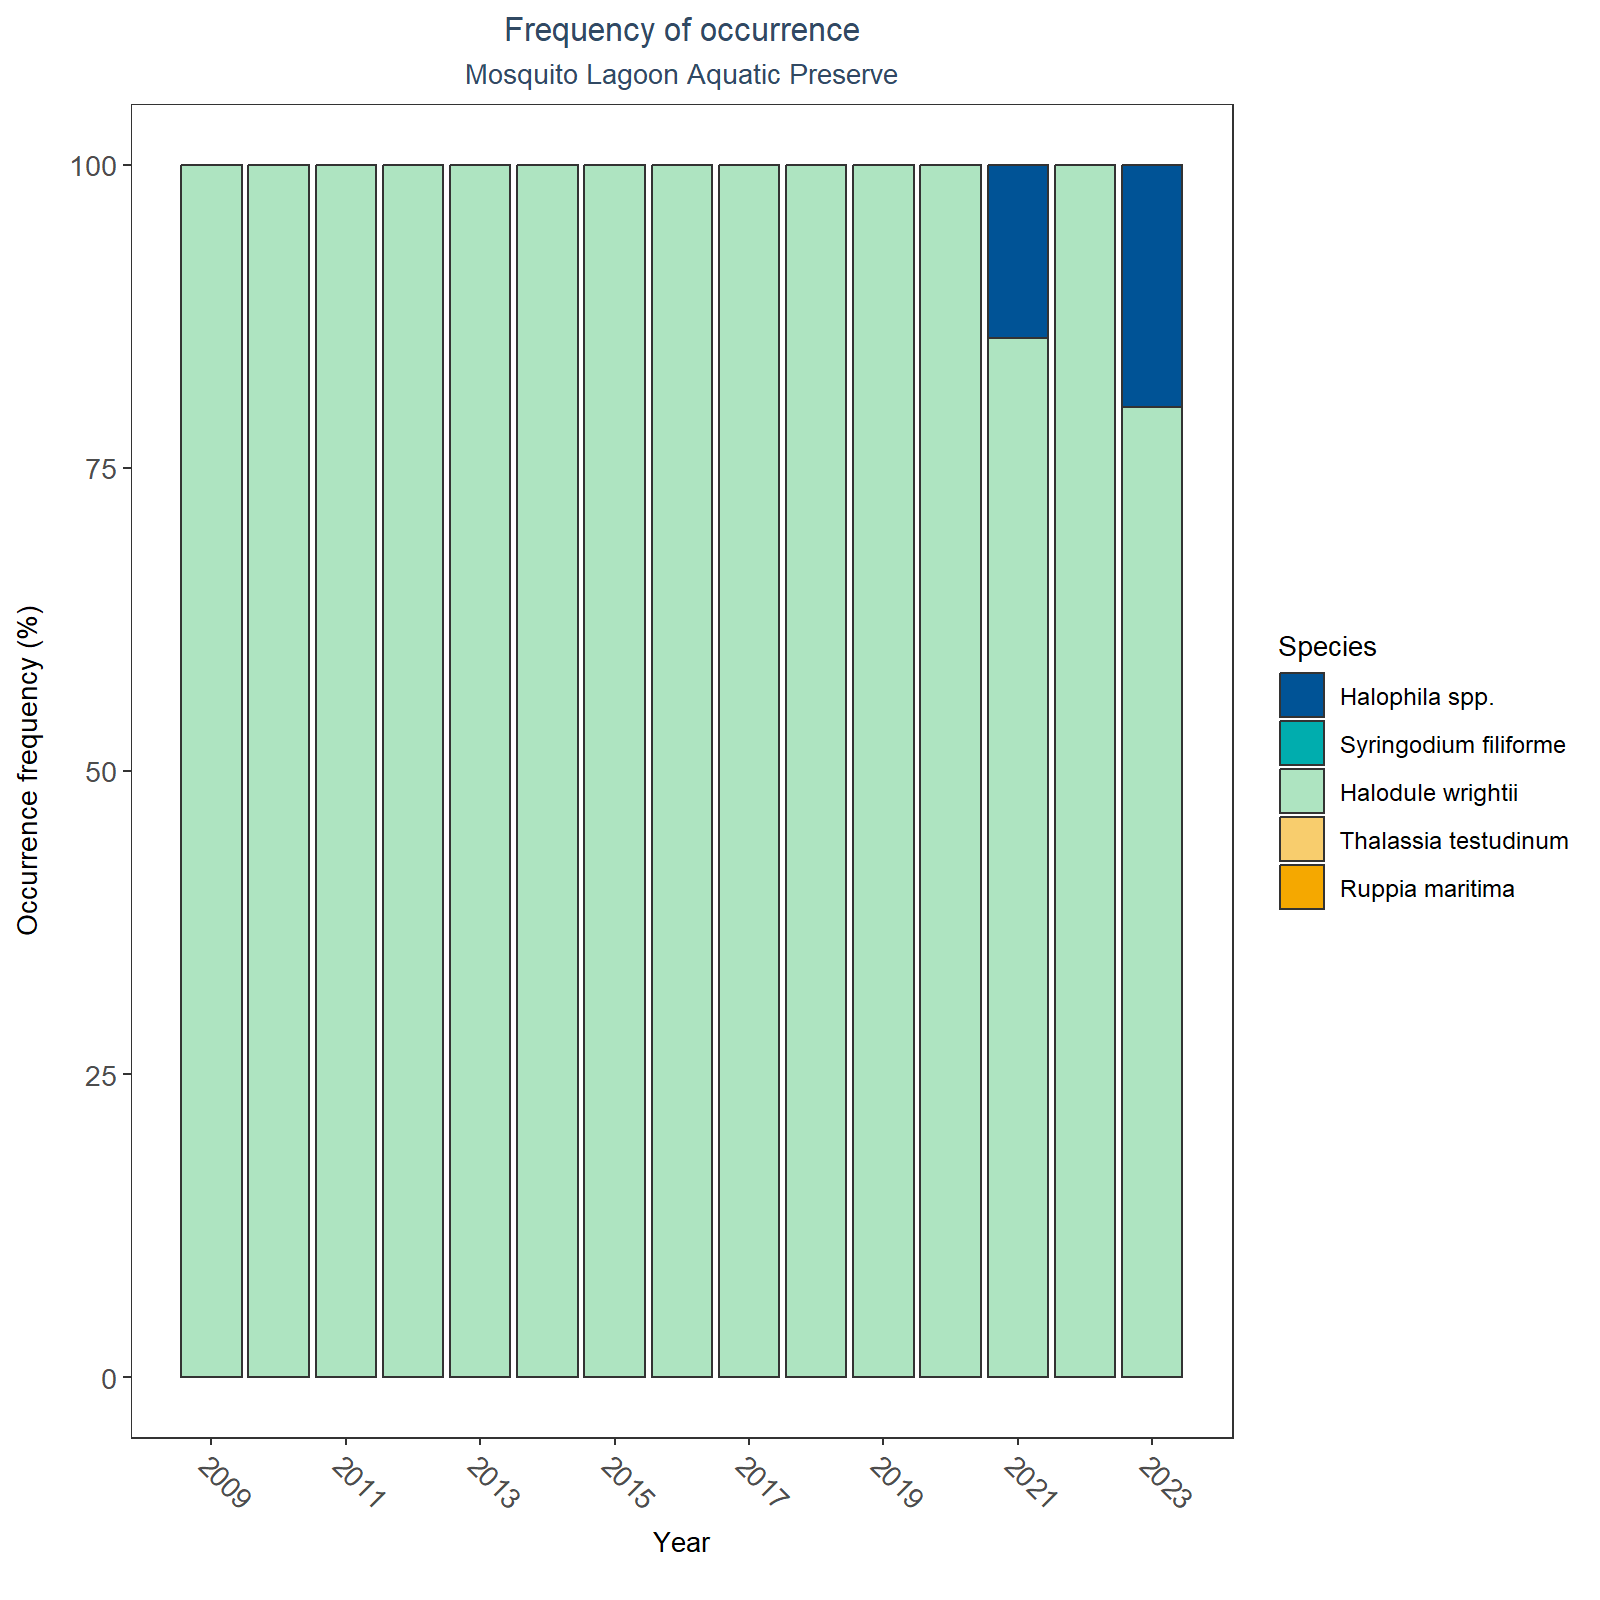 Frequency of occurrence
Mosquito Lagoon Aquatic Preserve
Occurrence frequency (%)
100
75
50
25
0
2009
2011
2013
2015
2017
2019
2021
2023
Year
Species
Halophila spp.
Syringodium filiforme
Halodule wrightii
Thalassia testudinum
Ruppia maritima